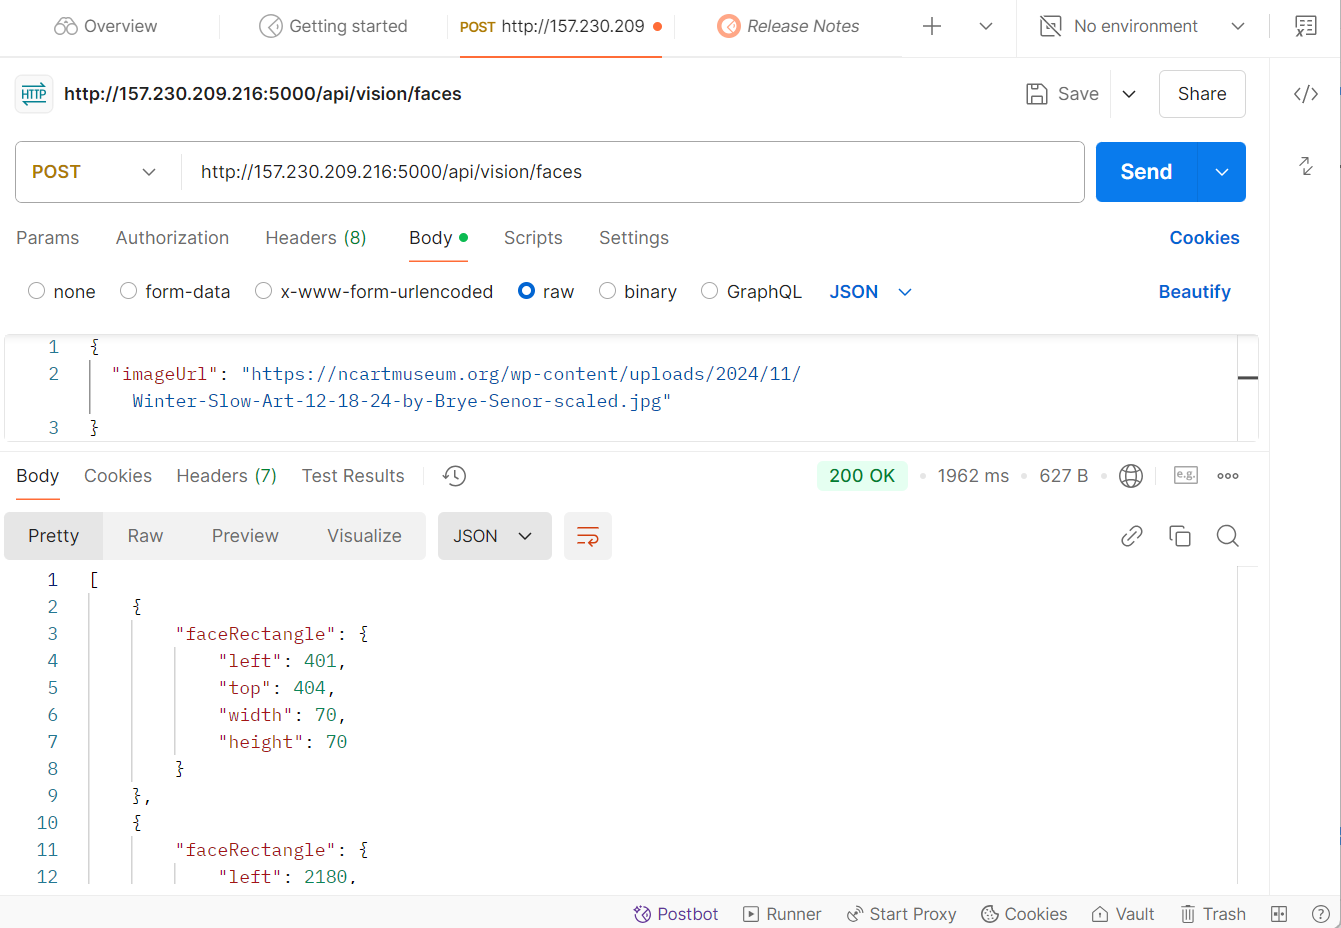 Overview
Getting started
POST http://157.230.209
Release Notes
No environment
HTTP http://157.230.209.216:5000/api/vision/faces
Save
Share
POST
http://157.230.209.216:5000/api/vision/faces
Send
Params
Authorization
Headers (8)
Body
Scripts
Settings
Cookies
none
form-data
x-www-form-urlencoded
raw
binary
GraphQL
JSON
Beautify
1 {
2 "imageUrl": "https://ncartmuseum.org/wp-content/uploads/2024/11/
Winter-Slow-Art-12-18-24-by-Brye-Senor-scaled.jpg"
3 }
Body
Cookies
Headers (7)
Test Results
200 OK
1962 ms
627 B
e.g.
Pretty
Raw
Preview
Visualize
JSON
1 [
2 {
3 "faceRectangle": {
4 "left": 401,
5 "top": 404,
6 "width": 70,
7 "height": 70
8 }
9 },
10 {
11 "faceRectangle": {
12 "left": 2180,
Postbot
Runner
Start Proxy
Cookies
Vault
Trash